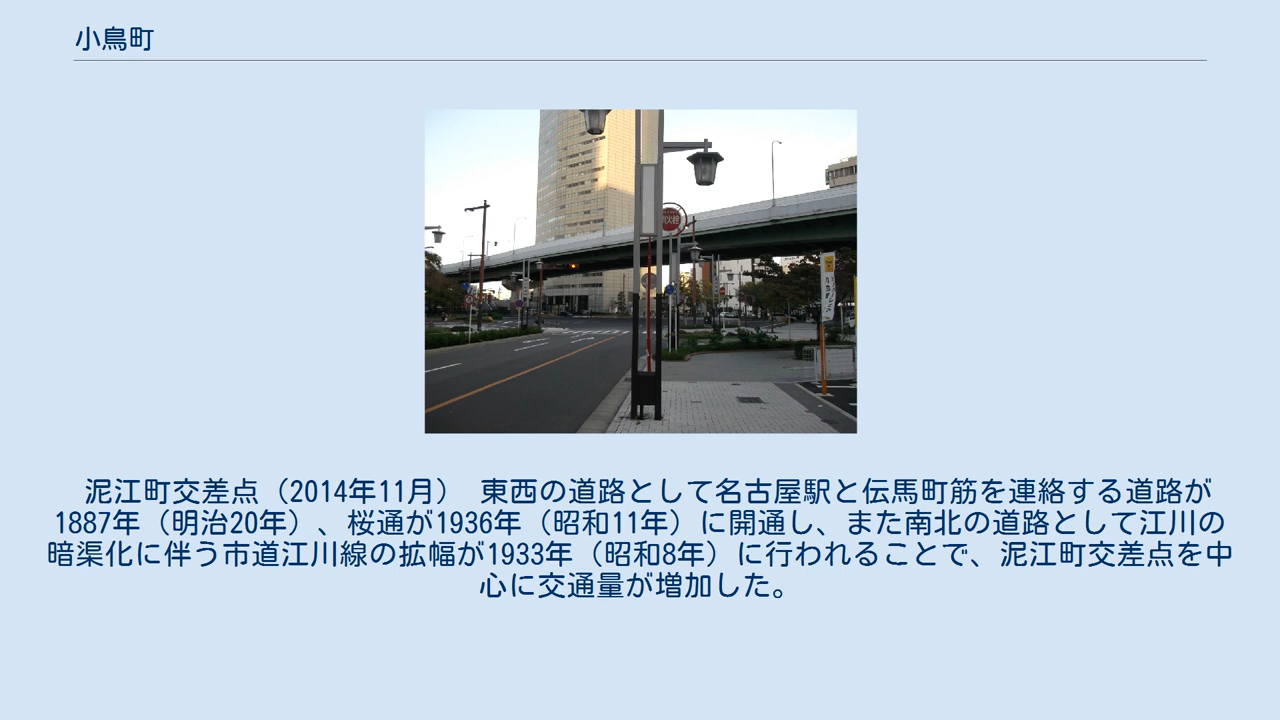 小鳥町
泥江町交差点（2014年11月） 東西の道路として名古屋駅と伝馬町筋を連絡する道路が
1887年（明治20年）、桜通が1936年（昭和11年）に開通し、また南北の道路として江川の
暗渠化に伴う市道江川線の拡幅が1933年（昭和8年）に行われることで、泥江町交差点を中
心に交通量が増加した。